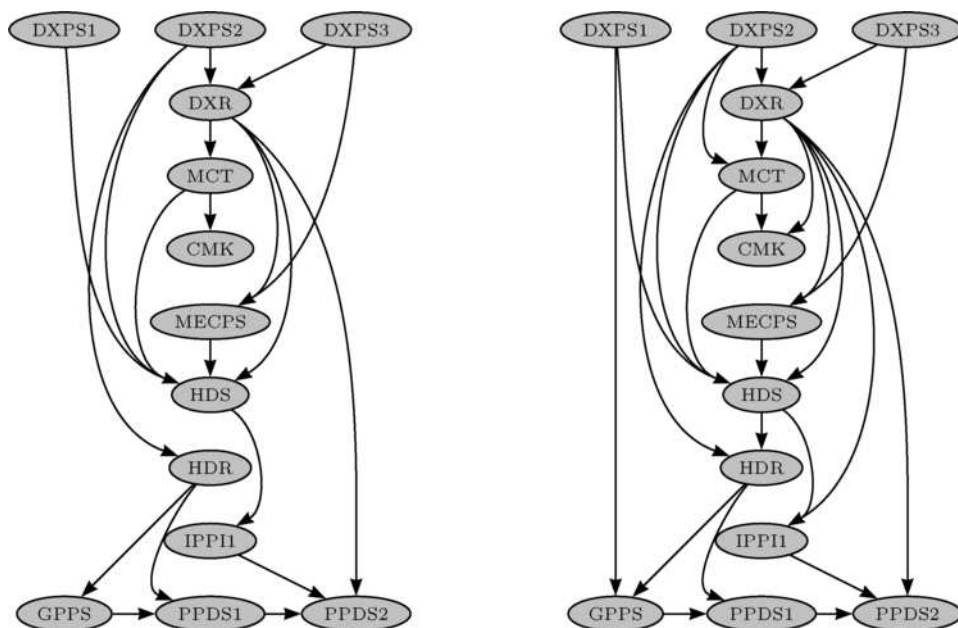 DXPS1 DXPS2 DXPS3 DXPS1 DXPS2 DXPS3
DXR DXR
MCT MCT
CMK CMK
MECPS MECPS
HDS HDS
HDR HDR
IPPI1 IPPI1
GPPS PPDS1 PPDS2 GPPS PPDS1 PPDS2